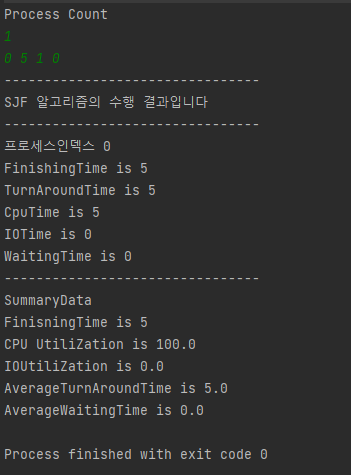 Process Count
1
0 5 1 0
--------------------------------
SJF 알고리즘의 수행 결과입니다
--------------------------------
프로세스인덱스 0
FinishingTime is 5
TurnAroundTime is 5
CpuTime is 5
IOTime is 0
WaitingTime is 0
--------------------------------
SummaryData
FinisningTime is 5
CPU UtiliZation is 100.0
IOUtiliZation is 0.0
AverageTurnAroundTime is 5.0
AverageWaitingTime is 0.0
Process finished with exit code 0